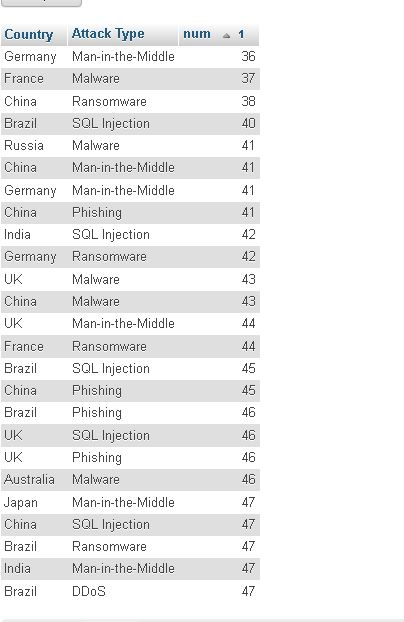 Country Attack Type num 1
Germany Man-in-the-Middle 36
France Malware 37
China Ransomware 38
Brazil SQL Injection 40
Russia Malware 41
China Man-in-the-Middle 41
Germany Man-in-the-Middle 41
China Phishing 41
India SQL Injection 42
Germany Ransomware 42
UK Malware 43
China Malware 43
UK Man-in-the-Middle 44
France Ransomware 44
Brazil SQL Injection 45
China Phishing 45
Brazil Phishing 46
UK SQL Injection 46
UK Phishing 46
Australia Malware 46
Japan Man-in-the-Middle 47
China SQL Injection 47
Brazil Ransomware 47
India Man-in-the-Middle 47
Brazil DDoS 47